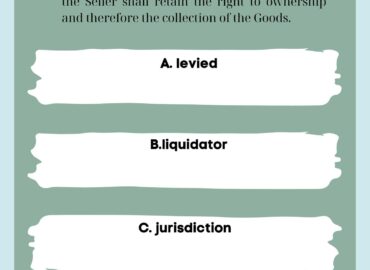 the Seller shall retain the right to ownership
and therefore the collection of the Goods.
A. levied
B.liquidator
C. jurisdiction